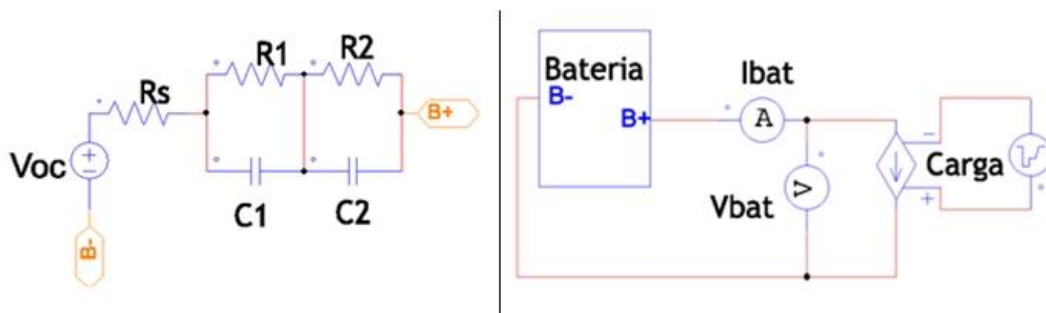 R1
R2
Rs
B+
Voc
C1
C2
B-
Bateria
B-
B+
Ibat
A
V
Vbat
Carga